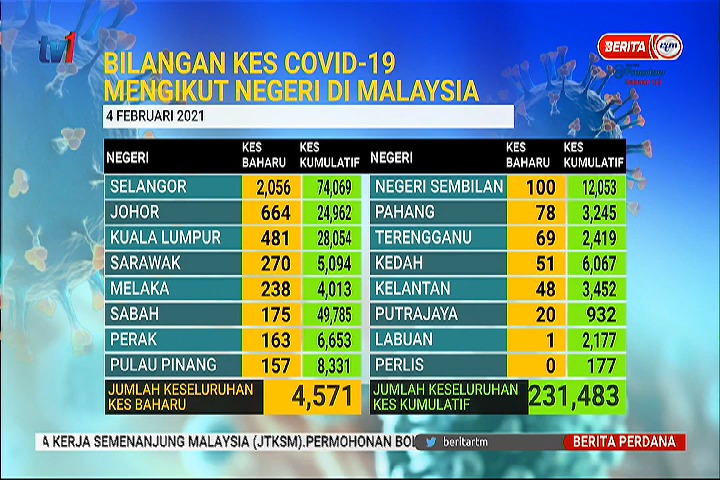 tv1
BERITA rtm
BILANGAN KES COVID-19
MENGIKUT NEGERI DI MALAYSIA
4 FEBRUARI 2021
NEGERI KES BAHARU KES KUMULATIF NEGERI KES BAHARU KES KUMULATIF
SELANGOR 2,056 74,069 NEGERI SEMBILAN 100 12,053
JOHOR 664 24,962 PAHANG 78 3,245
KUALA LUMPUR 481 28,054 TERENGGANU 69 2,419
SARAWAK 270 5,094 KEDAH 51 6,067
MELAKA 238 4,013 KELANTAN 48 3,452
SABAH 175 49,785 PUTRAJAYA 20 932
PERAK 163 6,653 LABUAN 1 2,177
PULAU PINANG 157 8,331 PERLIS 0 177
JUMLAH KESELURUHAN KES BAHARU 4,571 JUMLAH KESELURUHAN KES KUMULATIF 231,483
A KERJA SEMENANJUNG MALAYSIA (JTKSM).PERMOHONAN BOI beritartm BERITA PERDANA